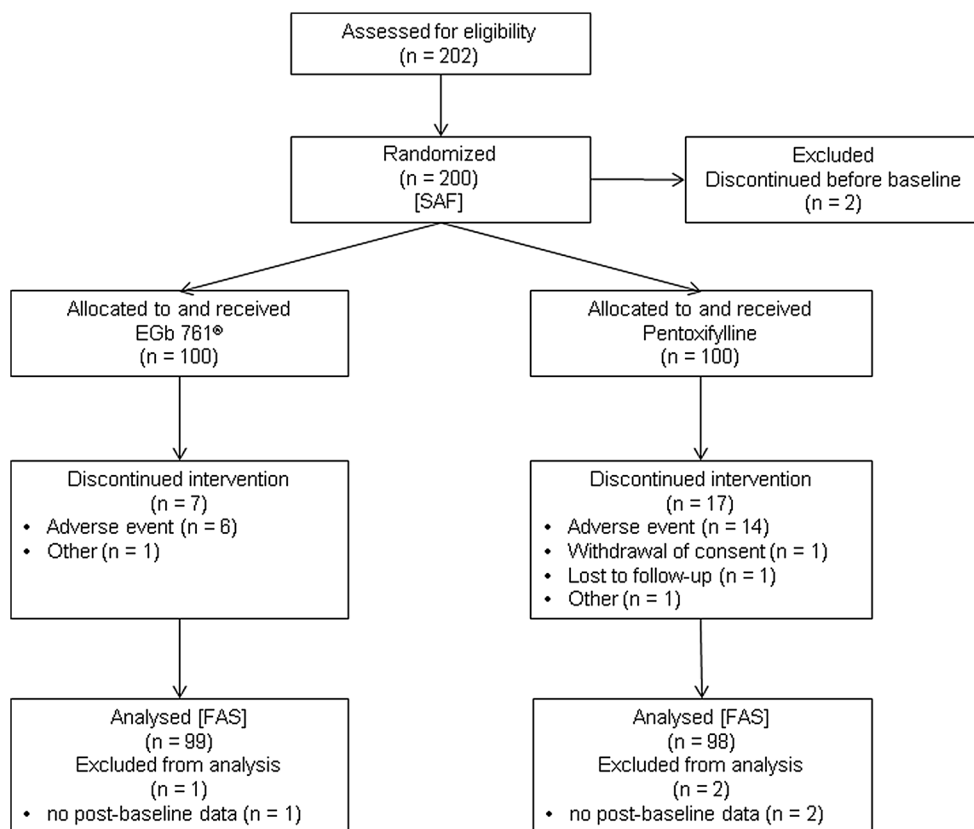 Assessed for eligibility
(n = 202)
Randomized
(n = 200)
[SAF]
Excluded
Discontinued before baseline
(n = 2)
Allocated to and received
EGb 761®
(n = 100)
Allocated to and received
Pentoxifylline
(n = 100)
Discontinued intervention
(n = 7)
• Adverse event (n = 6)
• Other (n = 1)
Discontinued intervention
(n = 17)
• Adverse event (n = 14)
• Withdrawal of consent (n = 1)
• Lost to follow-up (n = 1)
• Other (n = 1)
Analysed [FAS]
(n = 99)
Excluded from analysis
(n = 1)
• no post-baseline data (n = 1)
Analysed [FAS]
(n = 98)
Excluded from analysis
(n = 2)
• no post-baseline data (n = 2)